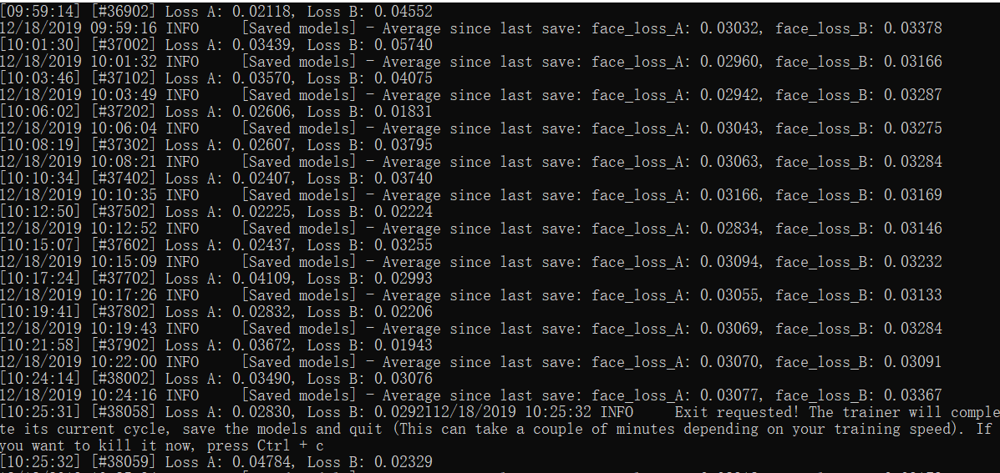 [09:59:14] [#36902] Loss A: 0.02118, Loss B: 0.04552
12/18/2019 09:59:16 INFO     [Saved models] - Average since last save: face_loss_A: 0.03032, face_loss_B: 0.03378
[10:01:30] [#37002] Loss A: 0.03439, Loss B: 0.05740
12/18/2019 10:01:32 INFO     [Saved models] - Average since last save: face_loss_A: 0.02960, face_loss_B: 0.03166
[10:03:46] [#37102] Loss A: 0.03570, Loss B: 0.04075
12/18/2019 10:03:49 INFO     [Saved models] - Average since last save: face_loss_A: 0.02942, face_loss_B: 0.03287
[10:06:02] [#37202] Loss A: 0.02606, Loss B: 0.01831
12/18/2019 10:06:04 INFO     [Saved models] - Average since last save: face_loss_A: 0.03043, face_loss_B: 0.03275
[10:08:19] [#37302] Loss A: 0.02607, Loss B: 0.03795
12/18/2019 10:08:21 INFO     [Saved models] - Average since last save: face_loss_A: 0.03063, face_loss_B: 0.03284
[10:10:34] [#37402] Loss A: 0.02407, Loss B: 0.03740
12/18/2019 10:10:35 INFO     [Saved models] - Average since last save: face_loss_A: 0.03166, face_loss_B: 0.03169
[10:12:50] [#37502] Loss A: 0.02225, Loss B: 0.02224
12/18/2019 10:12:52 INFO     [Saved models] - Average since last save: face_loss_A: 0.02834, face_loss_B: 0.03146
[10:15:07] [#37602] Loss A: 0.02437, Loss B: 0.03255
12/18/2019 10:15:09 INFO     [Saved models] - Average since last save: face_loss_A: 0.03094, face_loss_B: 0.03232
[10:17:24] [#37702] Loss A: 0.04109, Loss B: 0.02993
12/18/2019 10:17:26 INFO     [Saved models] - Average since last save: face_loss_A: 0.03055, face_loss_B: 0.03133
[10:19:41] [#37802] Loss A: 0.02832, Loss B: 0.02206
12/18/2019 10:19:43 INFO     [Saved models] - Average since last save: face_loss_A: 0.03069, face_loss_B: 0.03284
[10:21:58] [#37902] Loss A: 0.03672, Loss B: 0.01943
12/18/2019 10:22:00 INFO     [Saved models] - Average since last save: face_loss_A: 0.03070, face_loss_B: 0.03091
[10:24:14] [#38002] Loss A: 0.03490, Loss B: 0.03076
12/18/2019 10:24:16 INFO     [Saved models] - Average since last save: face_loss_A: 0.03077, face_loss_B: 0.03367
[10:25:31] [#38058] Loss A: 0.02830, Loss B: 0.0292112/18/2019 10:25:32 INFO     Exit requested! The trainer will comple
te its current cycle, save the models and quit (This can take a couple of minutes depending on your training speed). If
you want to kill it now, press Ctrl + c
[10:25:32] [#38059] Loss A: 0.04784, Loss B: 0.02329